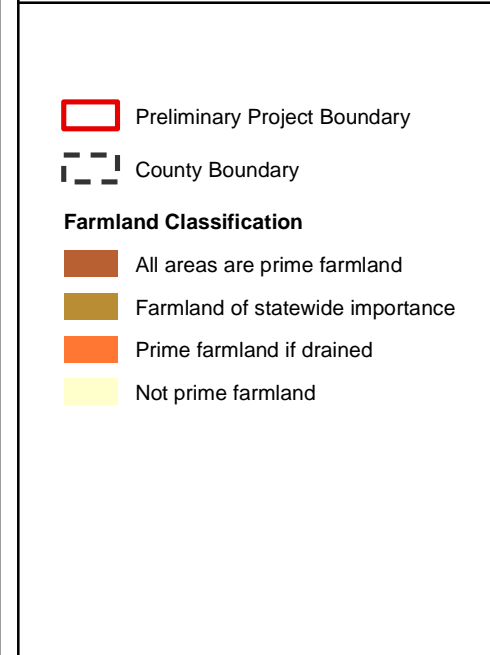 Preliminary Project Boundary
County Boundary
Farmland Classification
All areas are prime farmland
Farmland of statewide importance
Prime farmland if drained
Not prime farmland